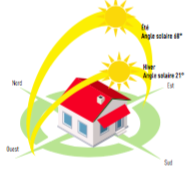 Été
Angle solaire 68°
Hiver
Angle solaire 21°
Nord
Est
Ouest
Sud